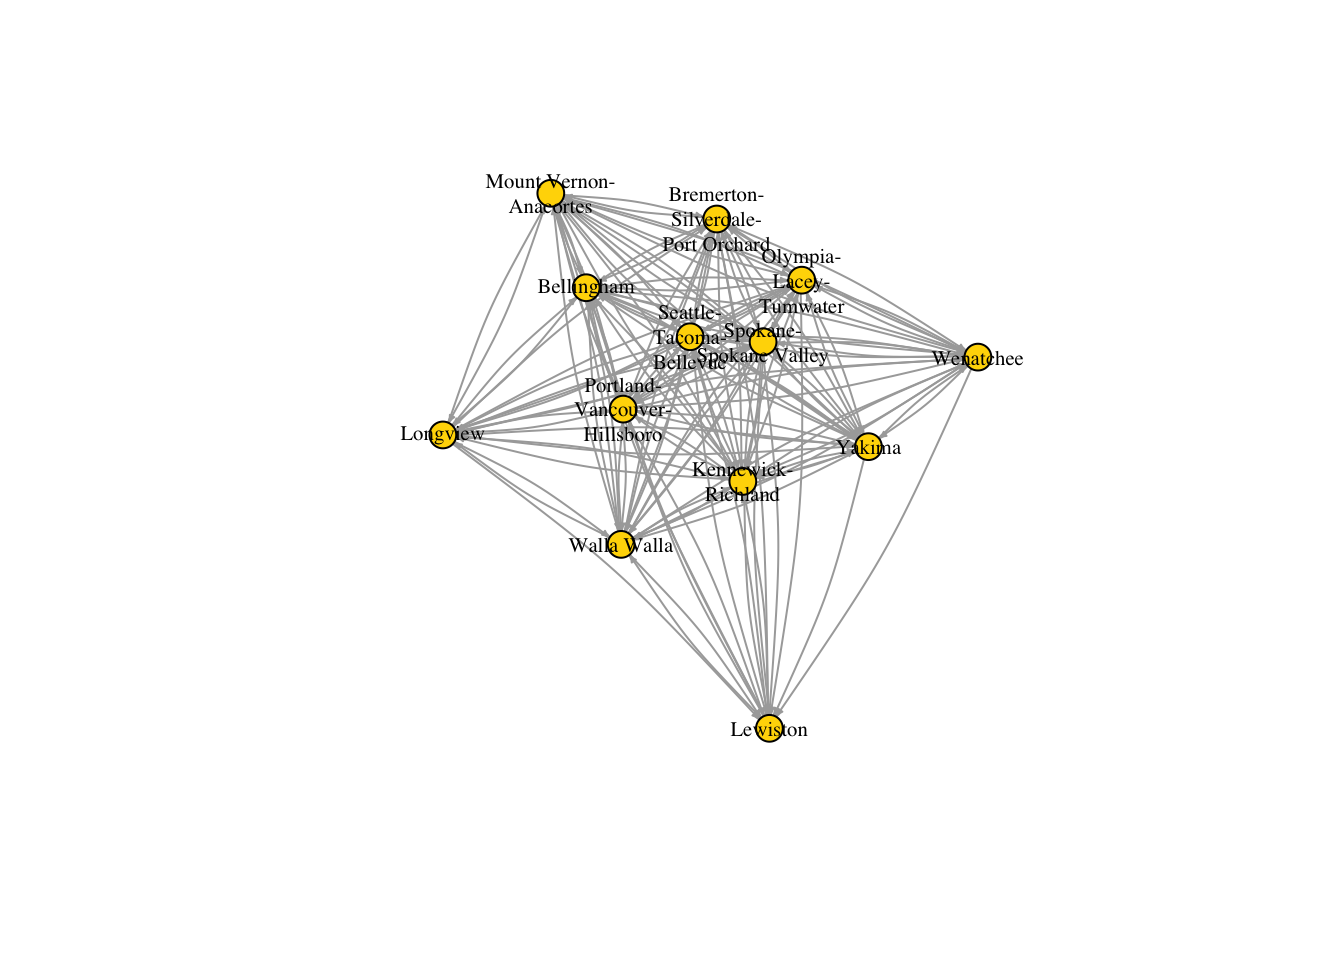 Mount Vernon-
Anacortes
Bremerton-
Silverdale-
Port Orchard
Olympia-
Lacey-
Tumwater
Bellingham
Seattle-
Tacoma-
Bellevue
Spokane-
Spokane Valley
Wenatchee
Portland-
Vancouver-
Hillsboro
Longview
Yakima
Kennewick-
Richland
Walla Walla
Lewiston